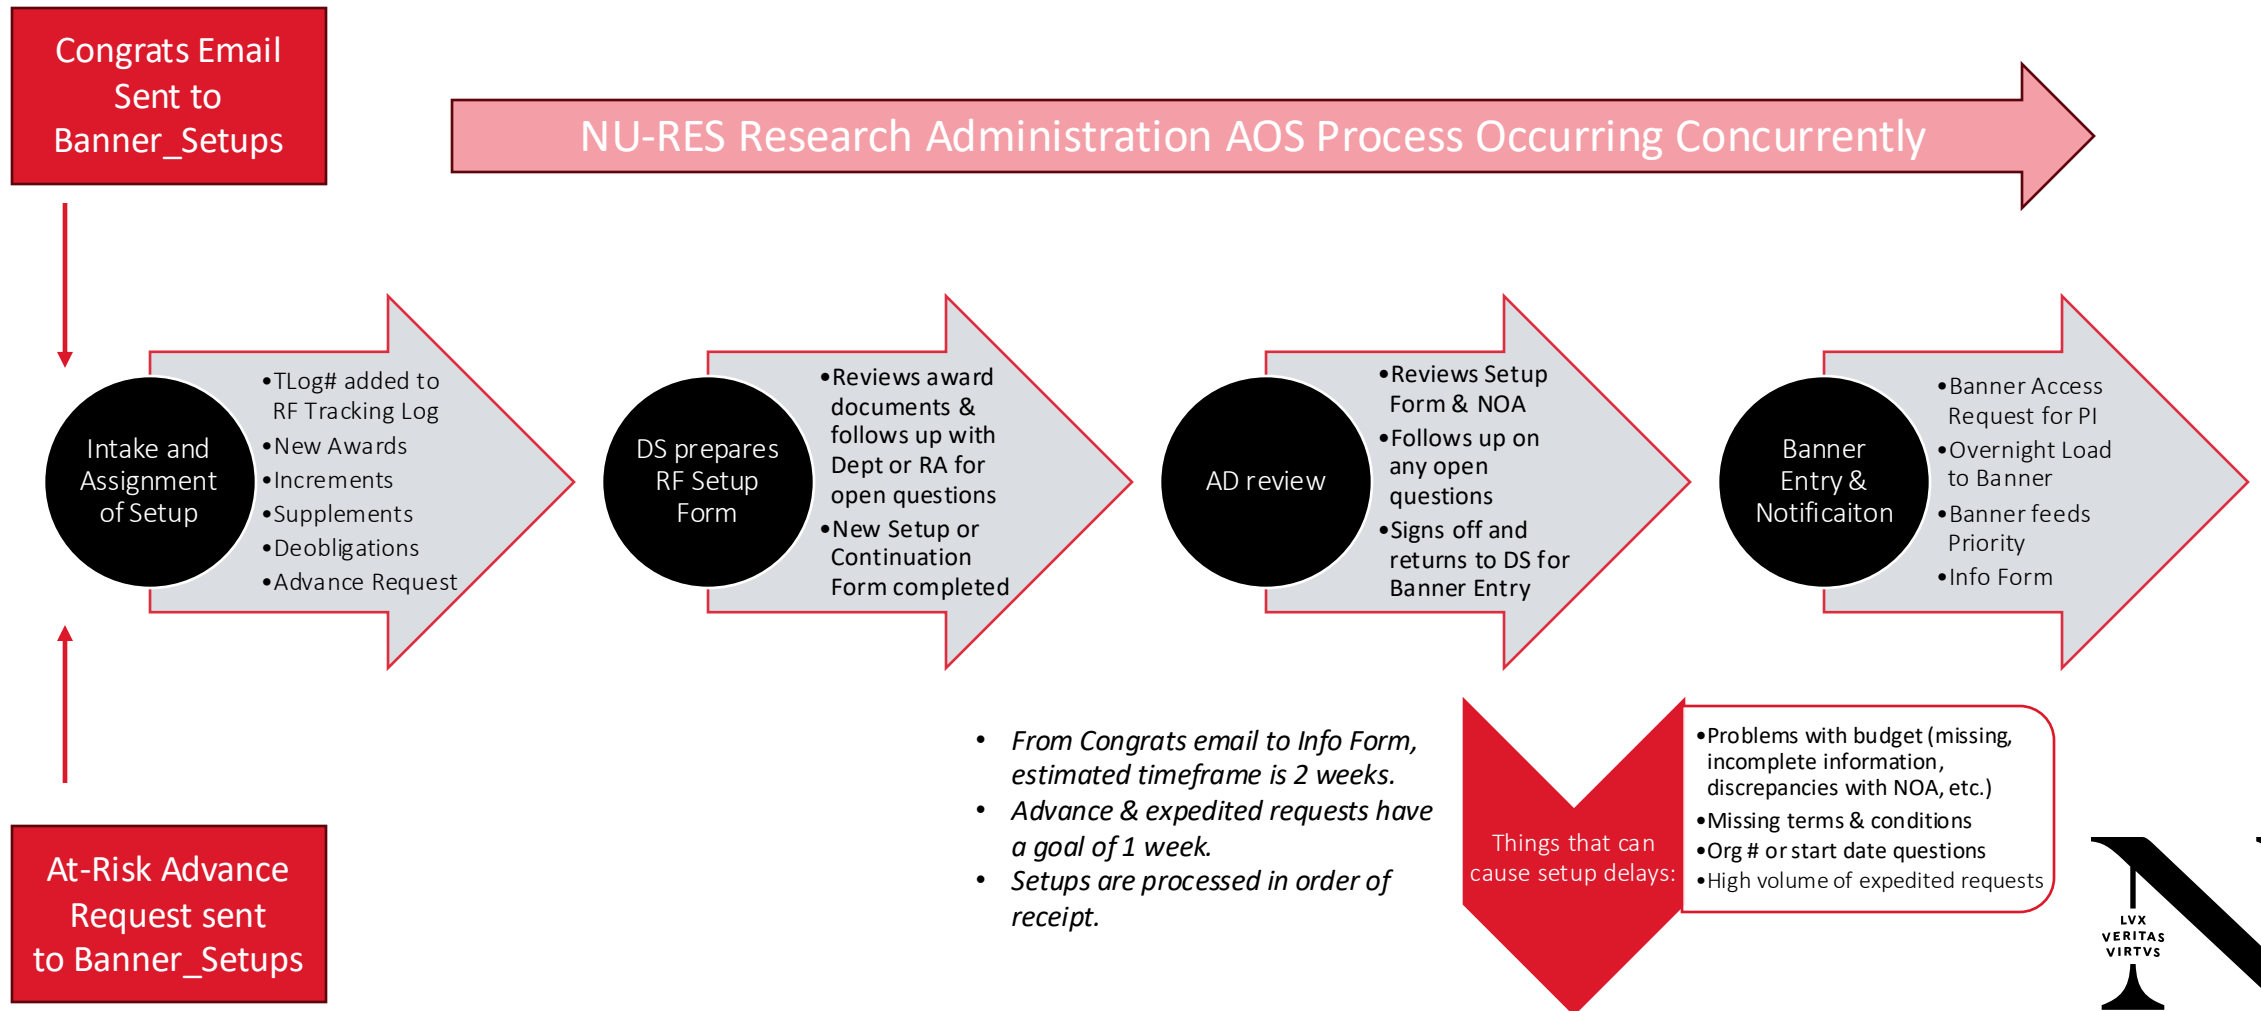 Congrats Email
Sent to
Banner_Setups
NU-RES Research Administration AOS Process Occurring Concurrently
Intake and
Assignment
of Setup
•TLog# added to
RF Tracking Log
•New Awards
•Increments
•Supplements
•Deobligations
•Advance Request
DS prepares
RF Setup
Form
•Reviews award
documents &
follows up with
Dept or RA for
open questions
•New Setup or
Continuation
Form completed
AD review
•Reviews Setup
Form & NOA
•Follows up on
any open
questions
•Signs off and
returns to DS for
Banner Entry
Banner
Entry &
Notificaiton
•Banner Access
Request for PI
•Overnight Load
to Banner
•Banner feeds
Priority
•Info Form
At-Risk Advance
Request sent
to Banner_Setups
• From Congrats email to Info Form,
estimated timeframe is 2 weeks.
• Advance & expedited requests have
a goal of 1 week.
• Setups are processed in order of
receipt.
Things that can
cause setup delays:
•Problems with budget (missing,
incomplete information,
discrepancies with NOA, etc.)
•Missing terms & conditions
•Org # or start date questions
•High volume of expedited requests
LVX
VERITAS
VIRTVS
N